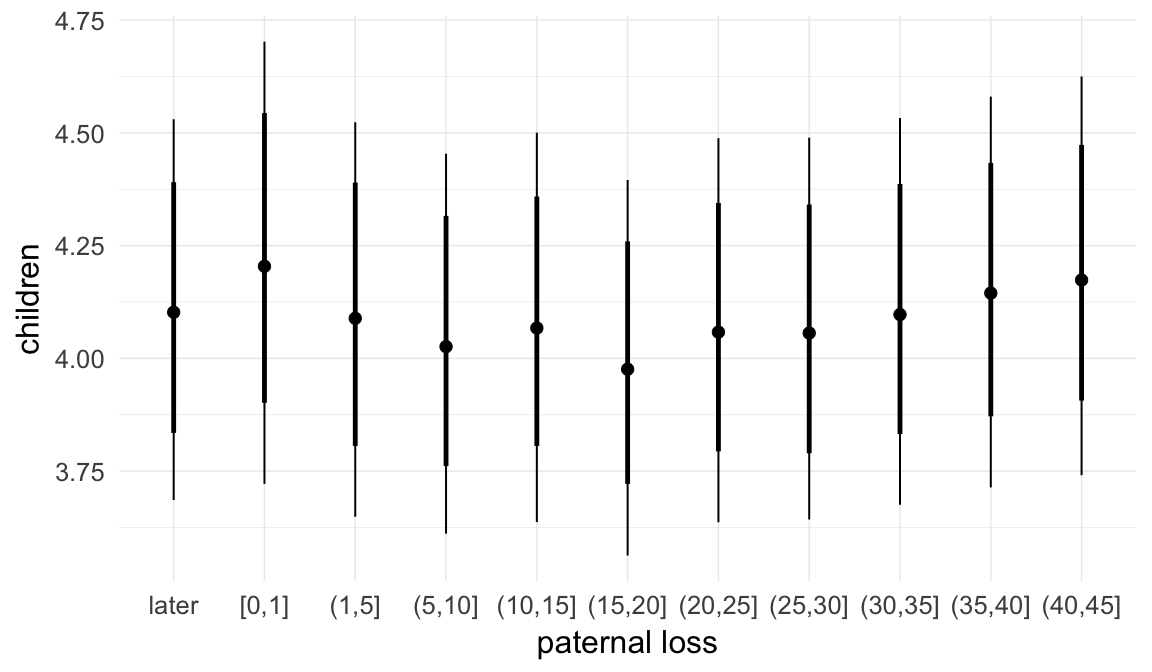 4.75
4.50
4.25
4.00
3.75
children
later [0,1] (1,5] (5,10] (10,15] (15,20] (20,25] (25,30] (30,35] (35,40] (40,45]
paternal loss